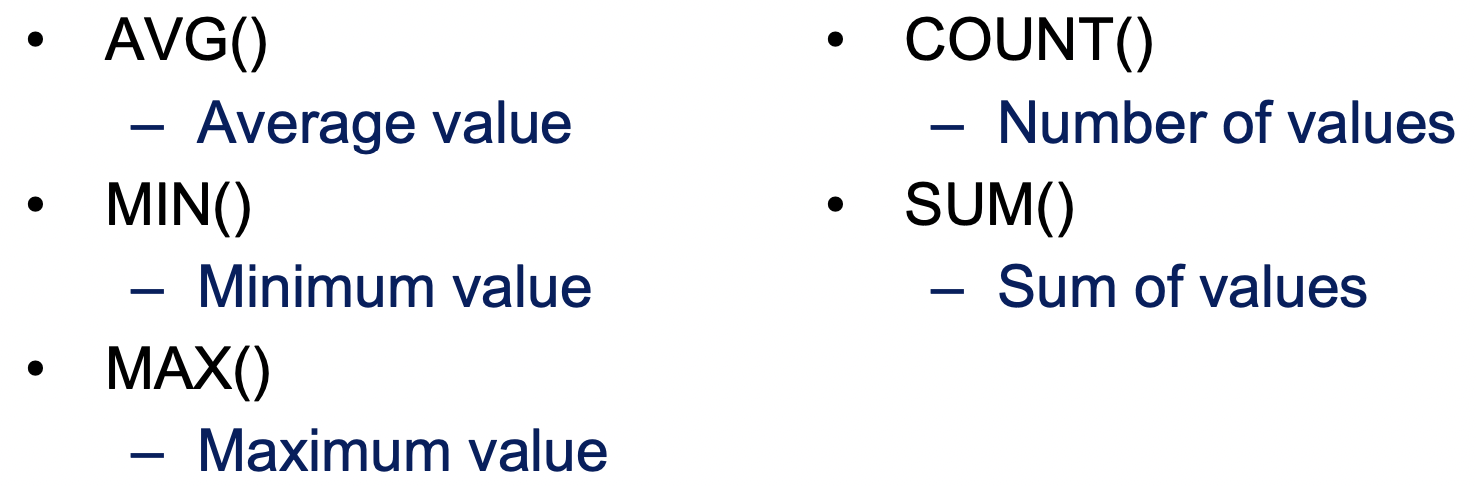 • AVG()
– Average value
• MIN()
– Minimum value
• MAX()
– Maximum value
• COUNT()
– Number of values
• SUM()
– Sum of values